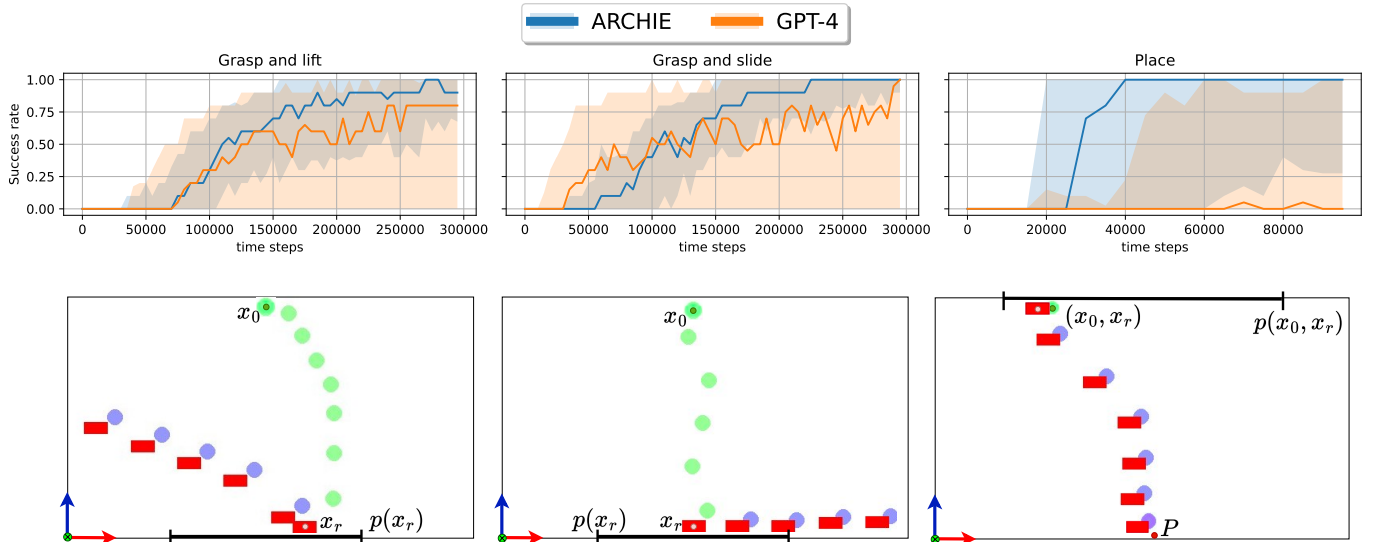 ARCHIE GPT-4
Grasp and lift
Success rate
1.00
0.75
0.50
0.25
0.00
0 50000 100000 150000 200000 250000 300000
time steps
Grasp and slide
0 50000 100000 150000 200000 250000 300000
time steps
Place
0 20000 40000 60000 80000
time steps
x₀
xᵣ p(xᵣ)
x₀
p(xᵣ) xᵣ
(x₀, xᵣ) p(x₀, xᵣ)
P